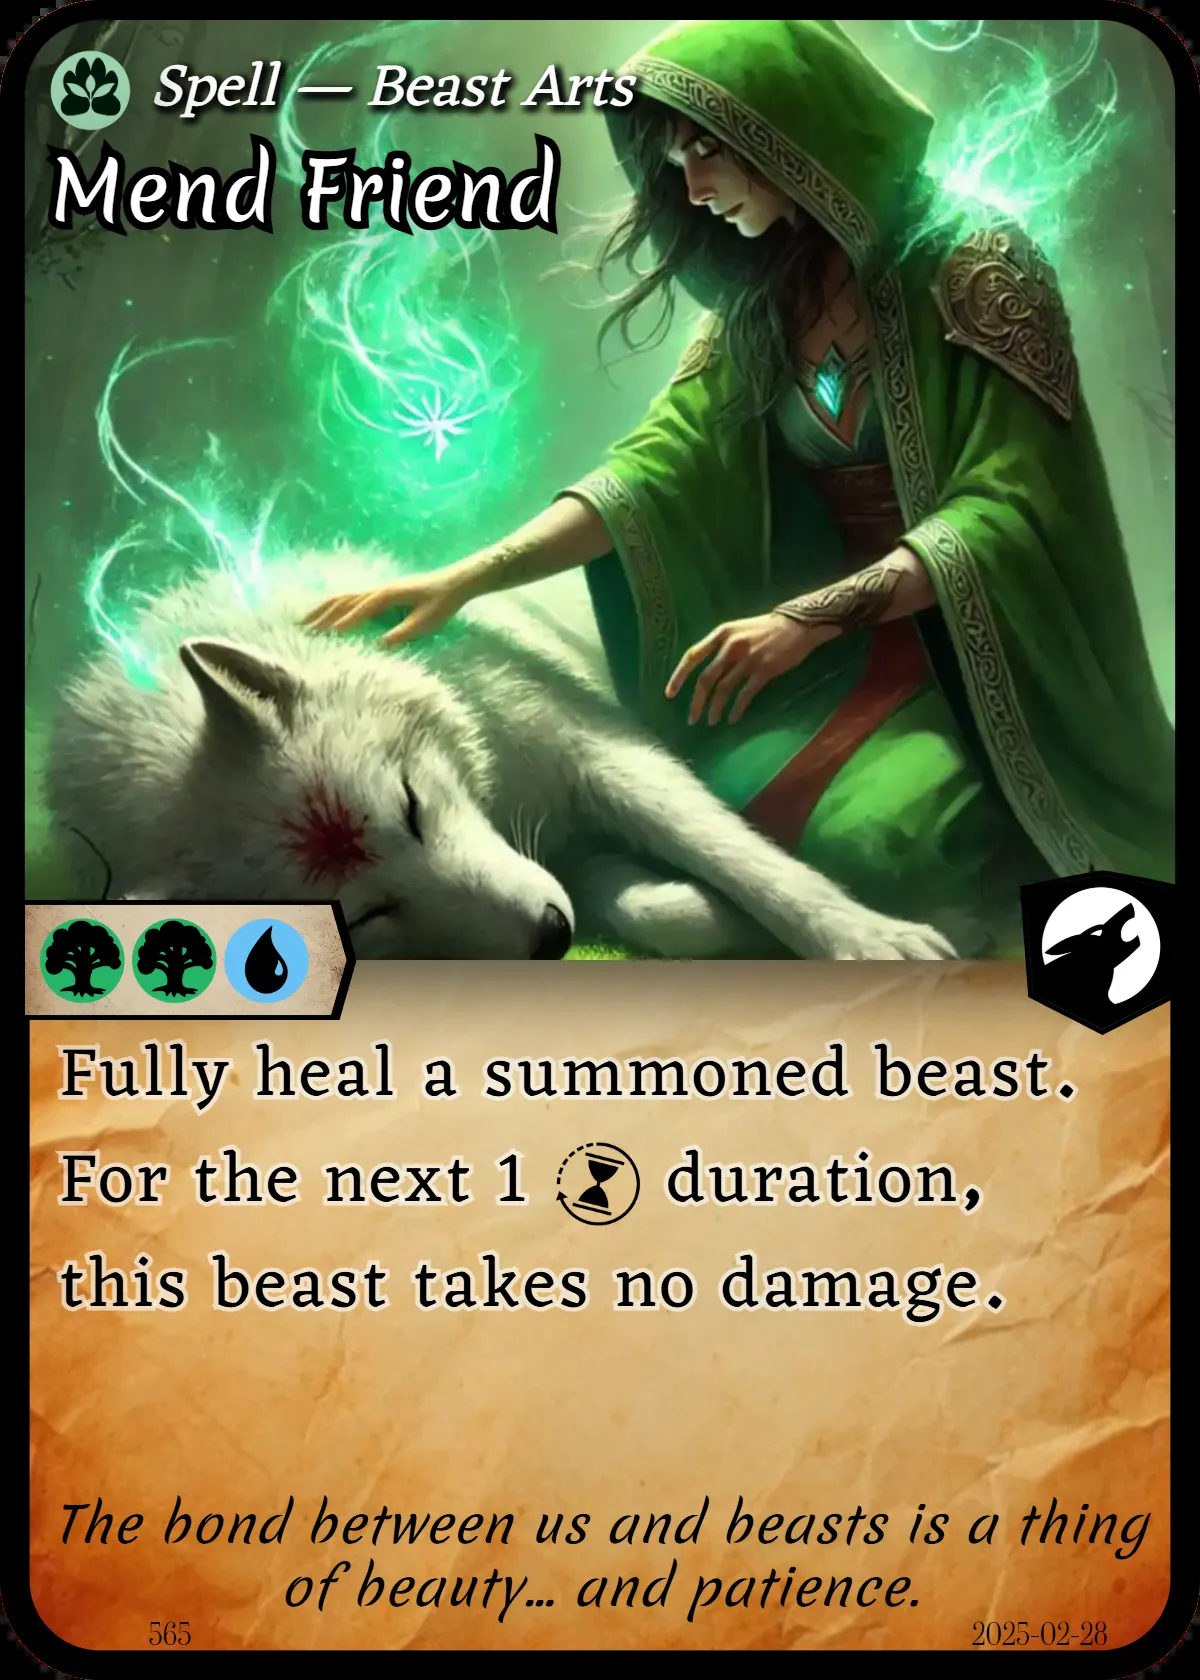 Spell — Beast Arts
Mend Friend
Fully heal a summoned beast.
For the next 1 duration,
this beast takes no damage.
The bond between us and beasts is a thing
of beauty... and patience.
565
2025-02-28